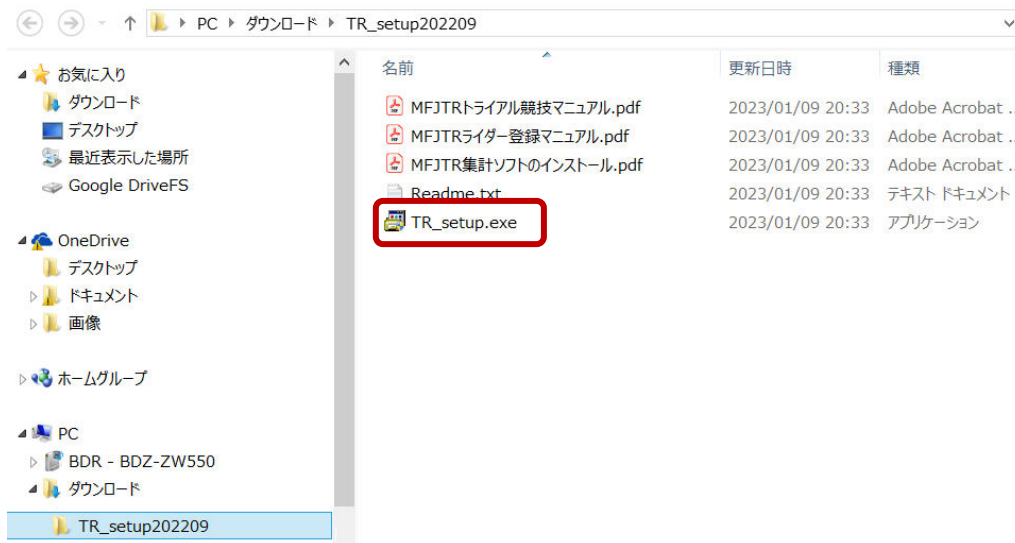 PC ダウンロード TR_setup202209
お気に入り
ダウンロード
デスクトップ
最近表示した場所
Google DriveFS
OneDrive
デスクトップ
ドキュメント
画像
ホームグループ
PC
BDR - BDZ-ZW550
ダウンロード
TR_setup202209
名前 更新日時 種類
MFJTRトライアル競技マニュアル.pdf 2023/01/09 20:33 Adobe Acrobat ..
MFJTRライダー登録マニュアル.pdf 2023/01/09 20:33 Adobe Acrobat ..
MFJTR集計ソフトのインストール.pdf 2023/01/09 20:33 Adobe Acrobat ..
Readme.txt 2023/01/09 20:33 テキスト ドキュメント
TR_setup.exe 2023/01/09 20:33 アプリケーション